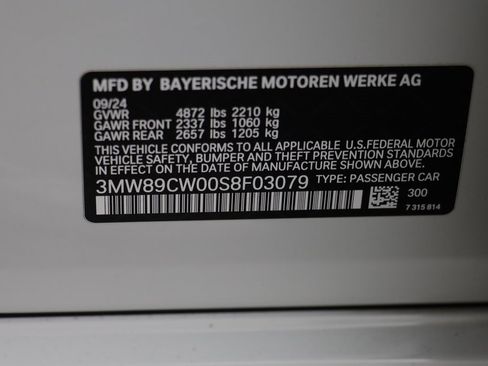 MFD BY BAYERISCHE MOTOREN WERKE AG
09/24
GVWR 4872 lbs 2210 kg
GAWR FRONT 2337 lbs 1060 kg
GAWR REAR 2657 lbs 1205 kg
THIS VEHICLE CONFORMS TO ALL APPLICABLE U.S.FEDERAL MOTOR
VEHICLE SAFETY, BUMPER AND THEFT PREVENTION STANDARDS
IN EFFECT ON THE DATE OF MANUFACTURE SHOWN ABOVE.
3MW89CW00S8F03079 TYPE: PASSENGER CAR
300
7 315 814